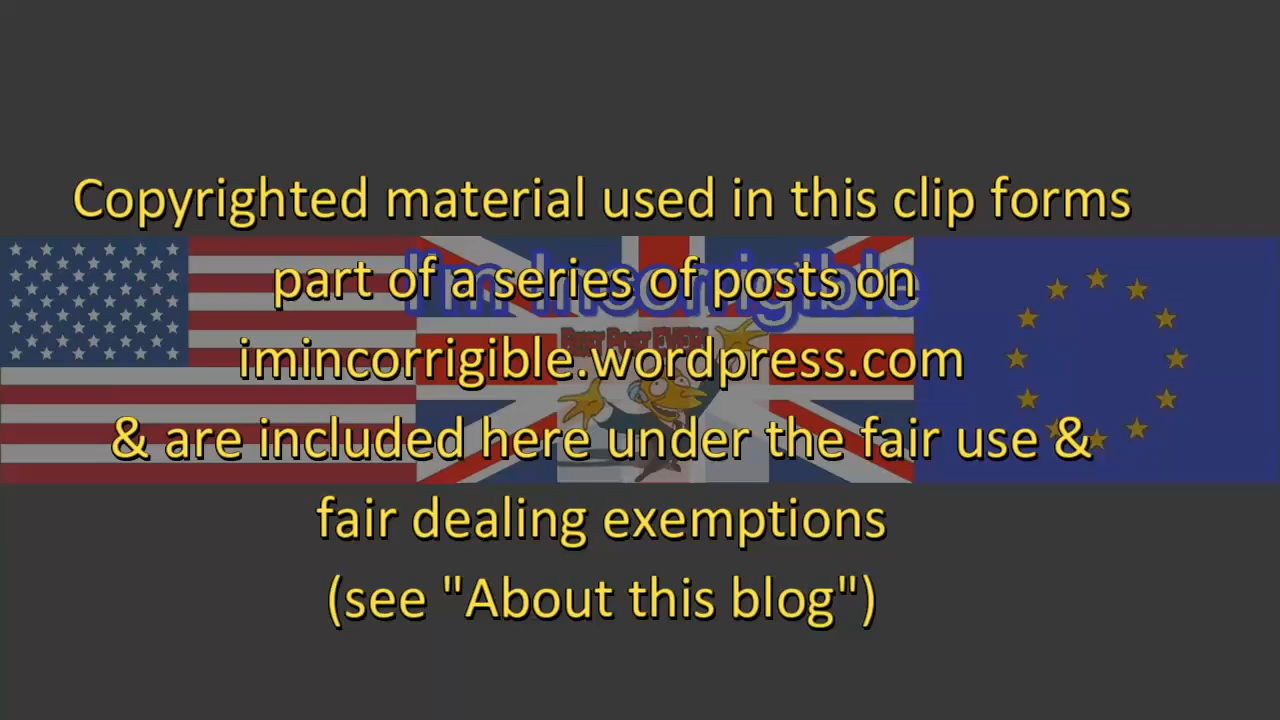 Copyrighted material used in this clip forms
part of a series of posts on
I'm Incorrigible
imincorrigible.wordpress.com
& are included here under the fair use &
fair dealing exemptions
(see "About this blog")